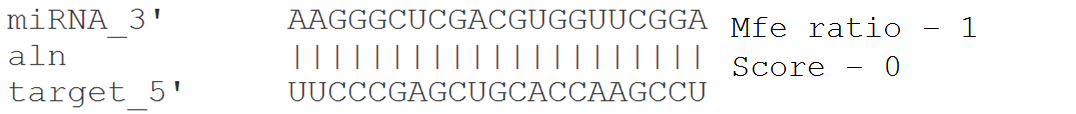 miRNA_3' AAGGGCUCGACGUGGUUCGGA Mfe ratio – 1
aln ||||||||||||||||||||| Score – 0
target_5' UUCCCGAGCUGCACCAAGCCU